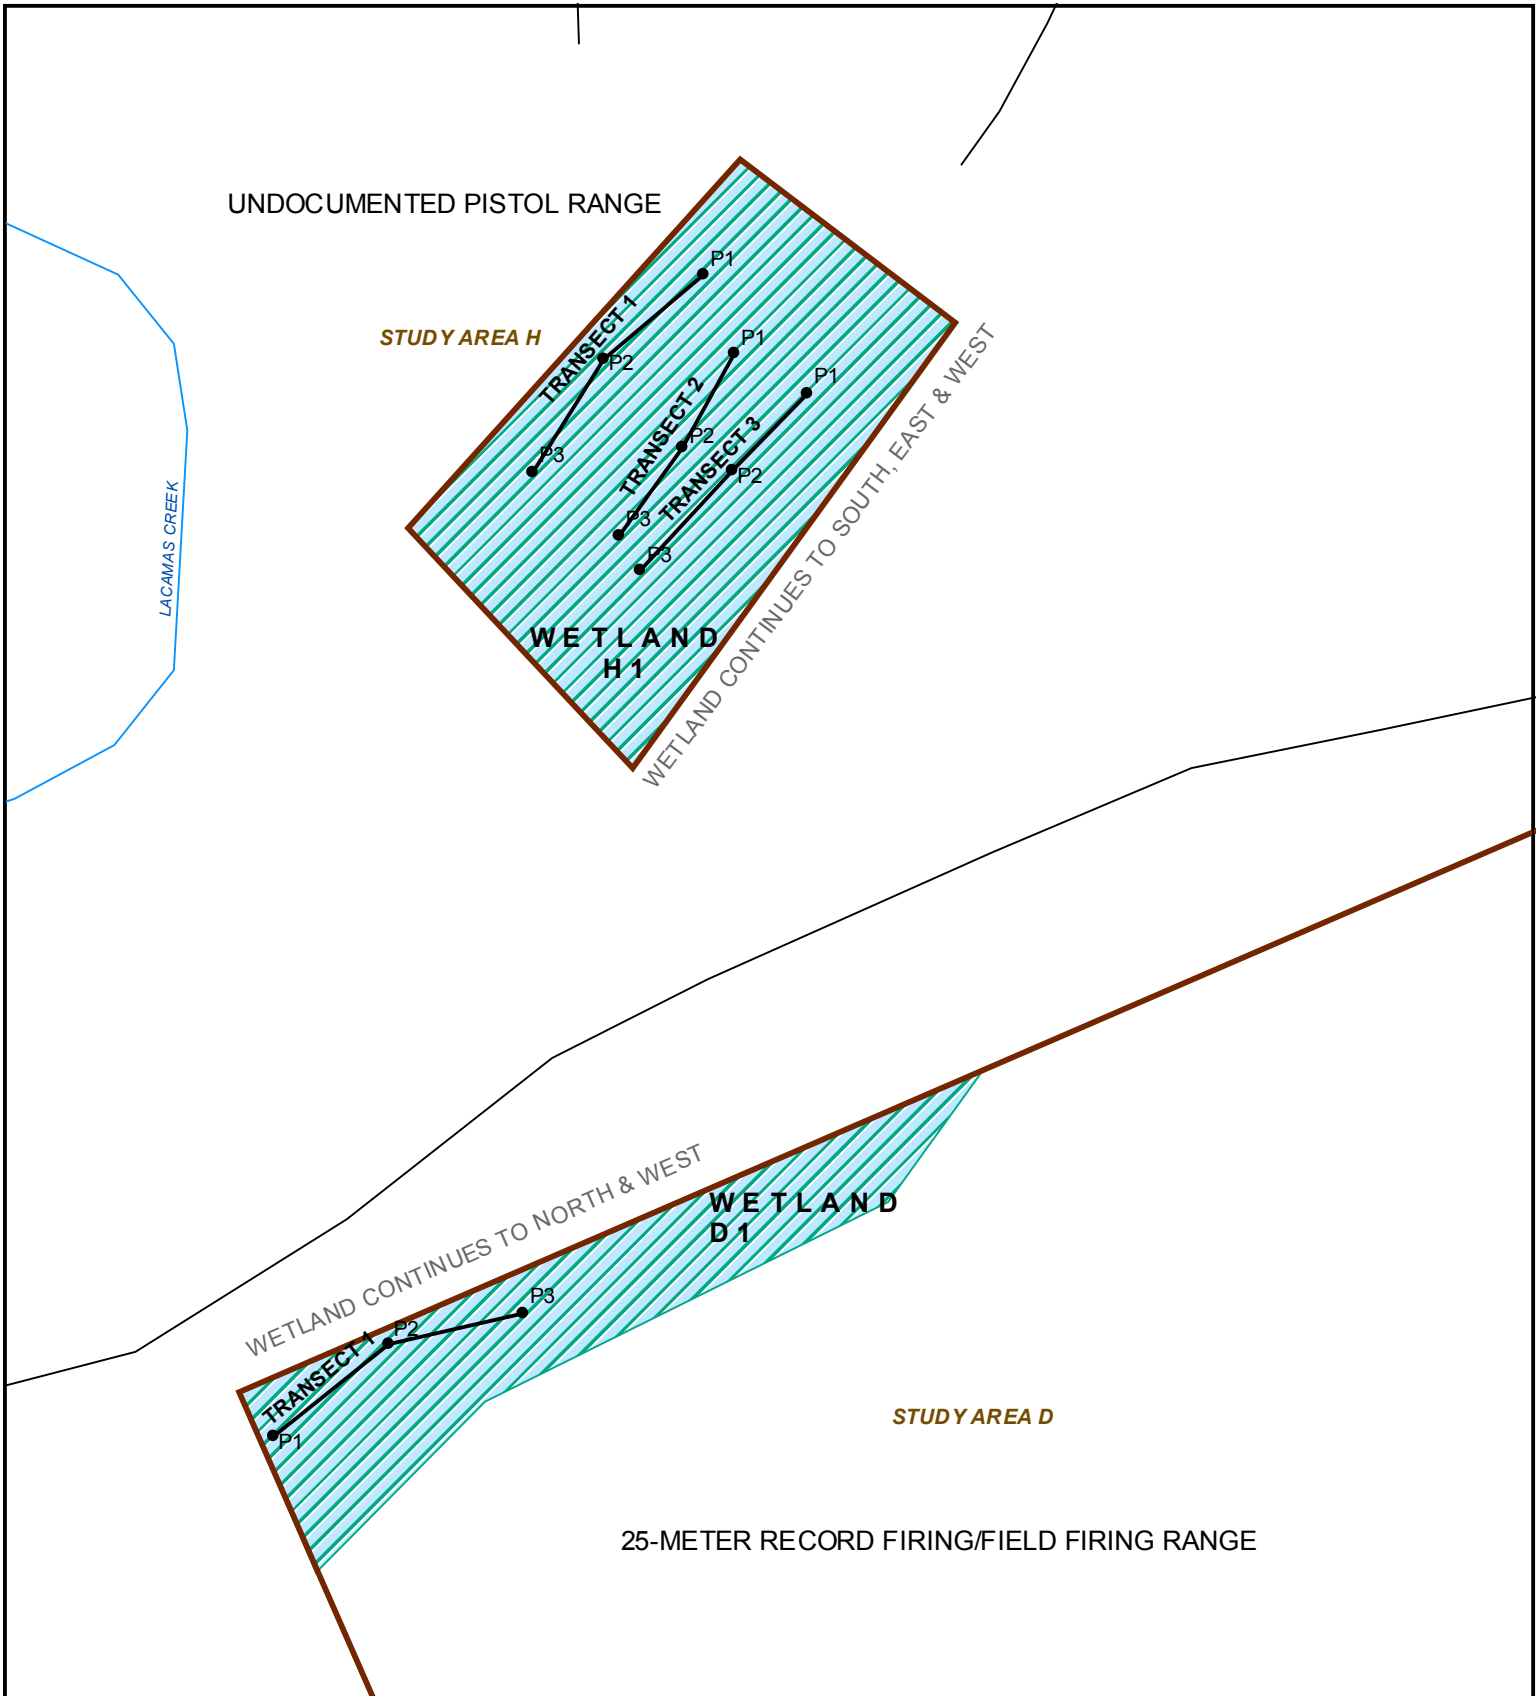 UNDOCUMENTED PISTOL RANGE
P1
STUDY AREA H
TRANSECT 1
P2
P3
P1
TRANSECT 2
P2
P3
P1
TRANSECT 3
P2
P3
WETLAND CONTINUES TO SOUTH, EAST & WEST
LACAMAS CREEK
WETLAND
H1
WETLAND CONTINUES TO NORTH & WEST
WETLAND
D1
P3
P2
TRANSECT 1
P1
STUDY AREA D
25-METER RECORD FIRING/FIELD FIRING RANGE